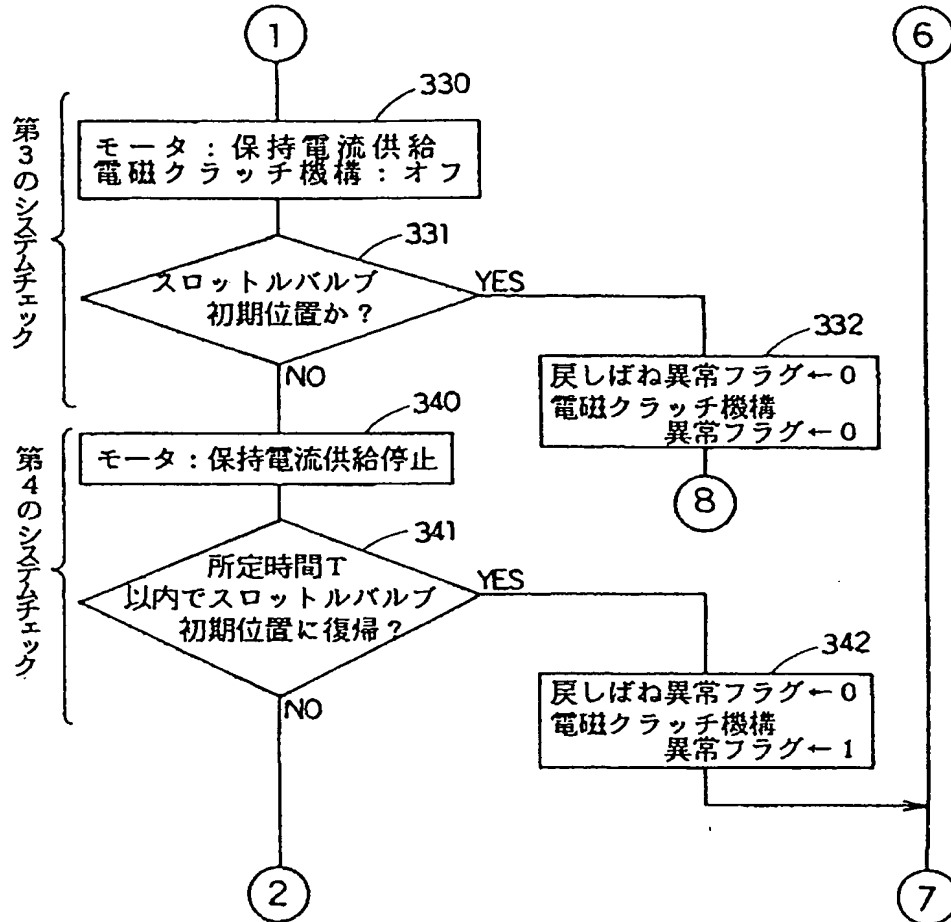 1
6
第3のシステムチェック
330
モータ：保持電流供給
電磁クラッチ機構：オフ
331
スロットルバルブ
初期位置か？
YES
NO
332
戻しばね異常フラグ←0
電磁クラッチ機構
異常フラグ←0
8
第4のシステムチェック
340
モータ：保持電流供給停止
341
所定時間T
以内でスロットルバルブ
初期位置に復帰？
YES
NO
342
戻しばね異常フラグ←0
電磁クラッチ機構
異常フラグ←1
2
7